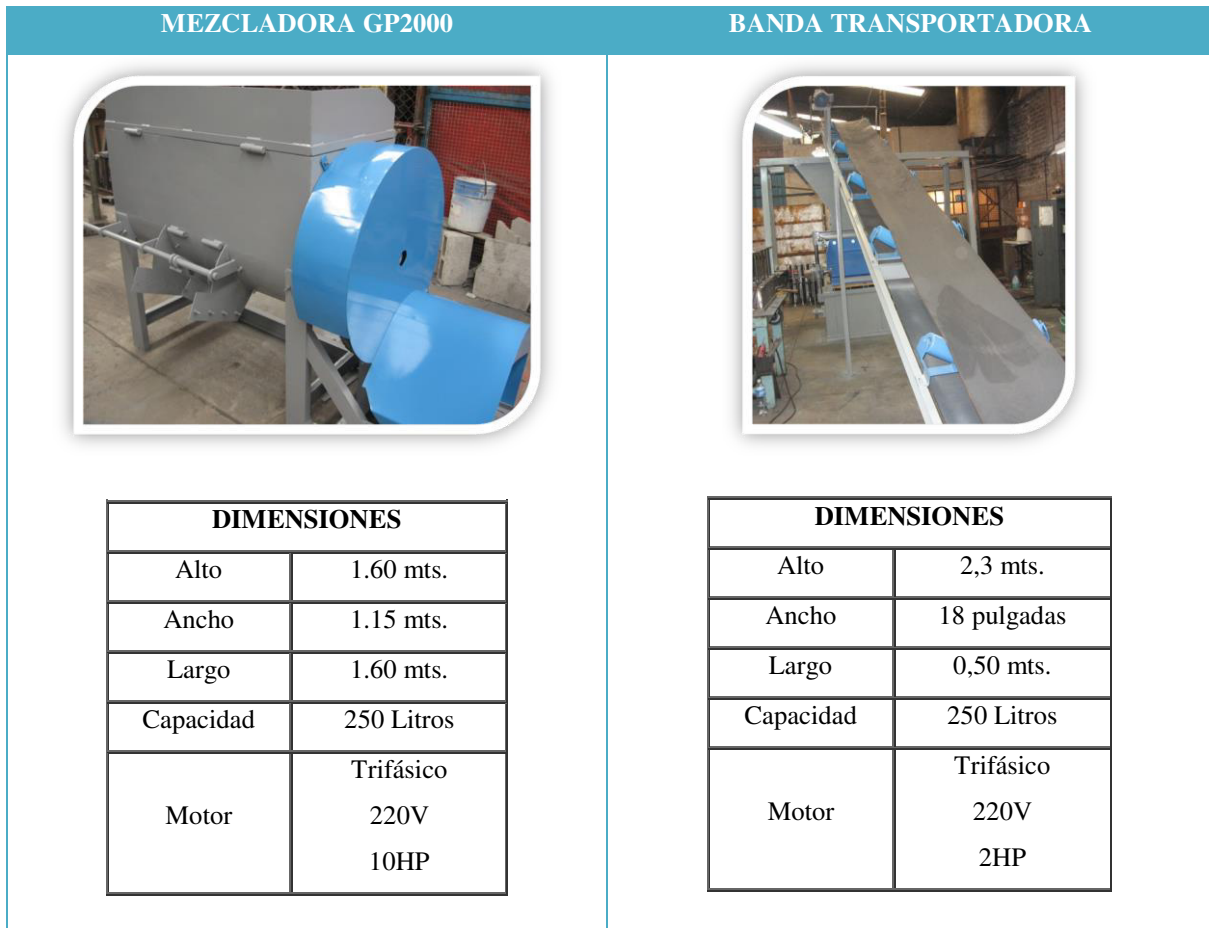 MEZCLADORA GP2000
BANDA TRANSPORTADORA
DIMENSIONES
Alto 1.60 mts.
Ancho 1.15 mts.
Largo 1.60 mts.
Capacidad 250 Litros
Motor Trifásico
220V
10HP
DIMENSIONES
Alto 2,3 mts.
Ancho 18 pulgadas
Largo 0,50 mts.
Capacidad 250 Litros
Motor Trifásico
220V
2HP